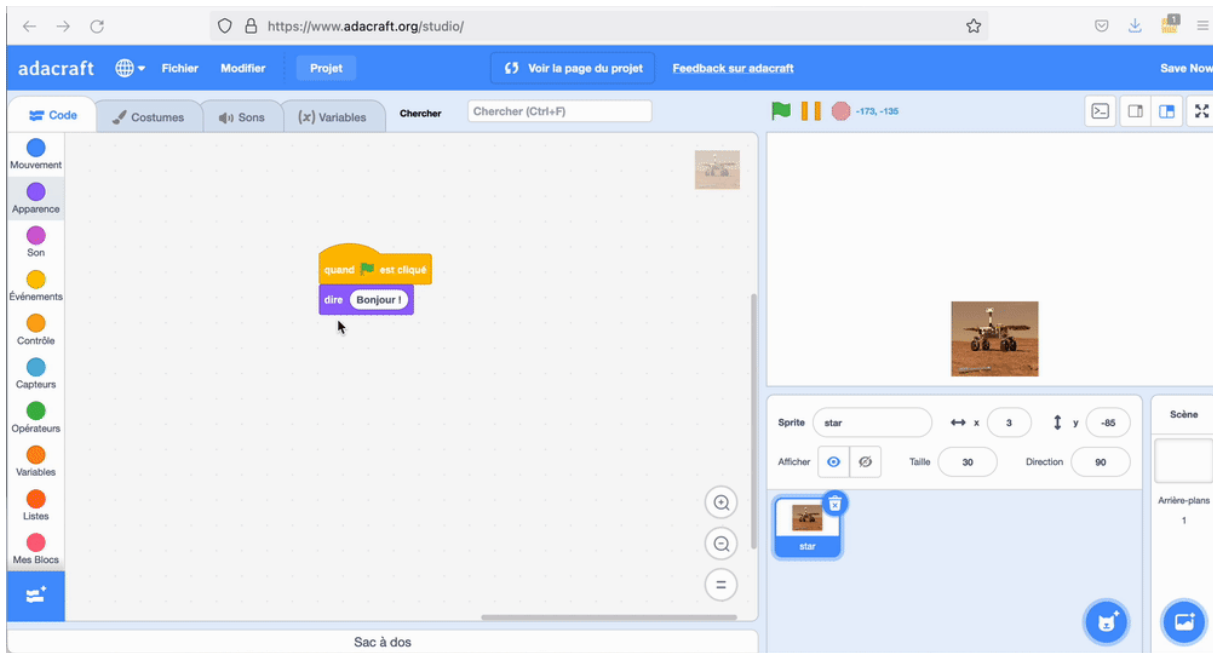 https://www.adacraft.org/studio/
1
adacraft Fichier Modifier Projet Voir la page du projet Feedback sur adacraft Save Now
Code Costumes Sons (x) Variables Chercher Chercher (Ctrl+F) -173, -135
Mouvement
Apparence
Son
Événements
Contrôle
Capteurs
Opérateurs
Variables
Listes
Mes Blocs
quand est cliqué
dire Bonjour !
Sac à dos
Sprite star x 3 y -85
Afficher Taille 30 Direction 90
star
Scène
Arrière-plans
1